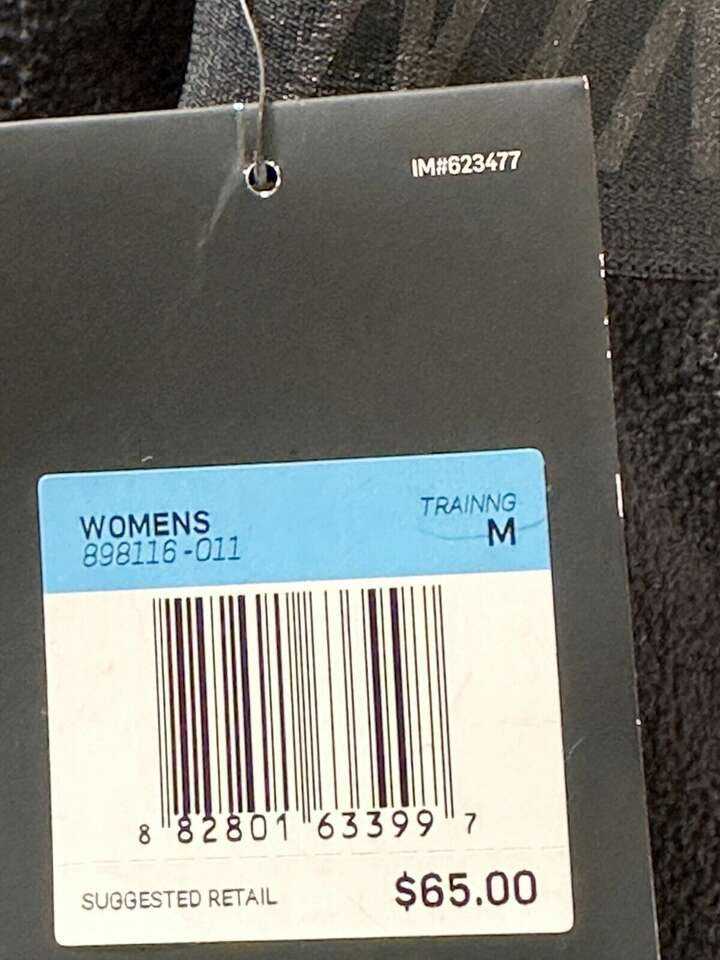 IM#623477
WOMENS
TRAINNG
898116-011
M
8 82801 63399 7
SUGGESTED RETAIL
$65.00